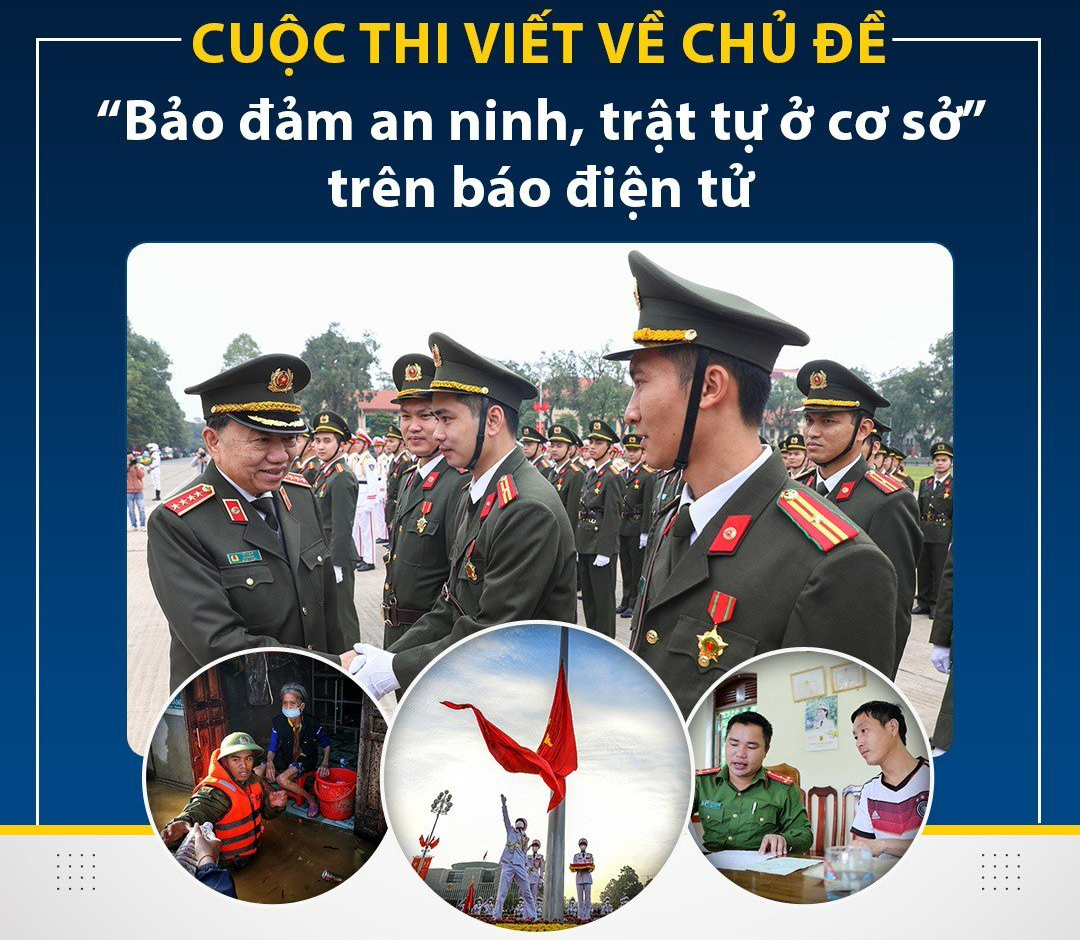 CUỘC THI VIẾT VỀ CHỦ ĐỀ
“Bảo đảm an ninh, trật tự ở cơ sở”
trên báo điện tử